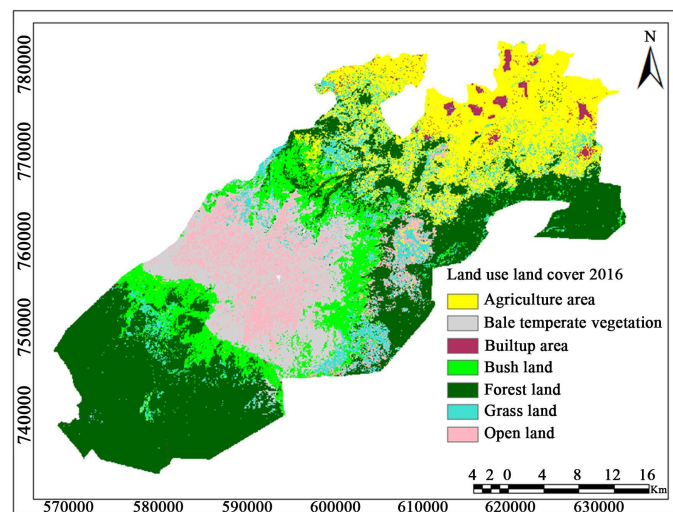 N
780000
770000
760000
750000
740000
Land use land cover 2016
Agriculture area
Bale temperate vegetation
Builtup area
Bush land
Forest land
Grass land
Open land
4 2 0 4 8 12 16
Km
570000 580000 590000 600000 610000 620000 630000